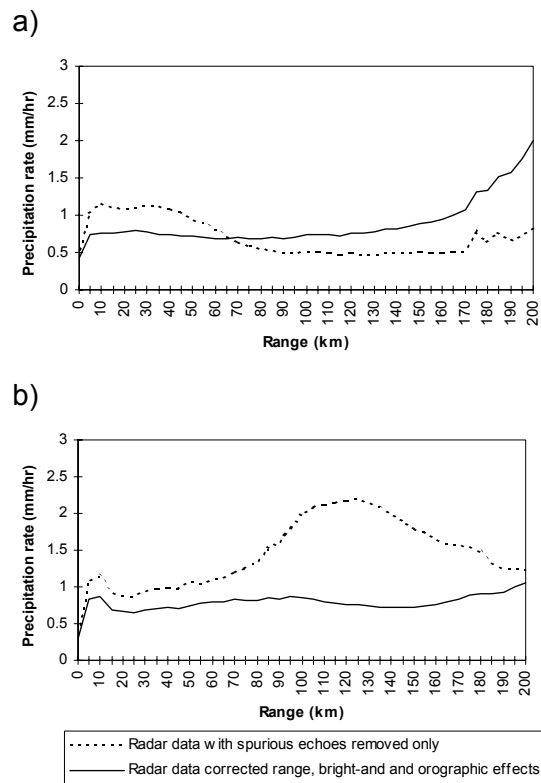 a)
3
2.5
2
1.5
1
0.5
0
Precipitation rate (mm/hr)
0 10 20 30 40 50 60 70 80 90 100 110 120 130 140 150 160 170 180 190 200
Range (km)
b)
3
2.5
2
1.5
1
0.5
0
Precipitation rate (mm/hr)
0 10 20 30 40 50 60 70 80 90 100 110 120 130 140 150 160 170 180 190 200
Range (km)
Radar data with spurious echoes removed only
Radar data corrected range, bright-and and orographic effects